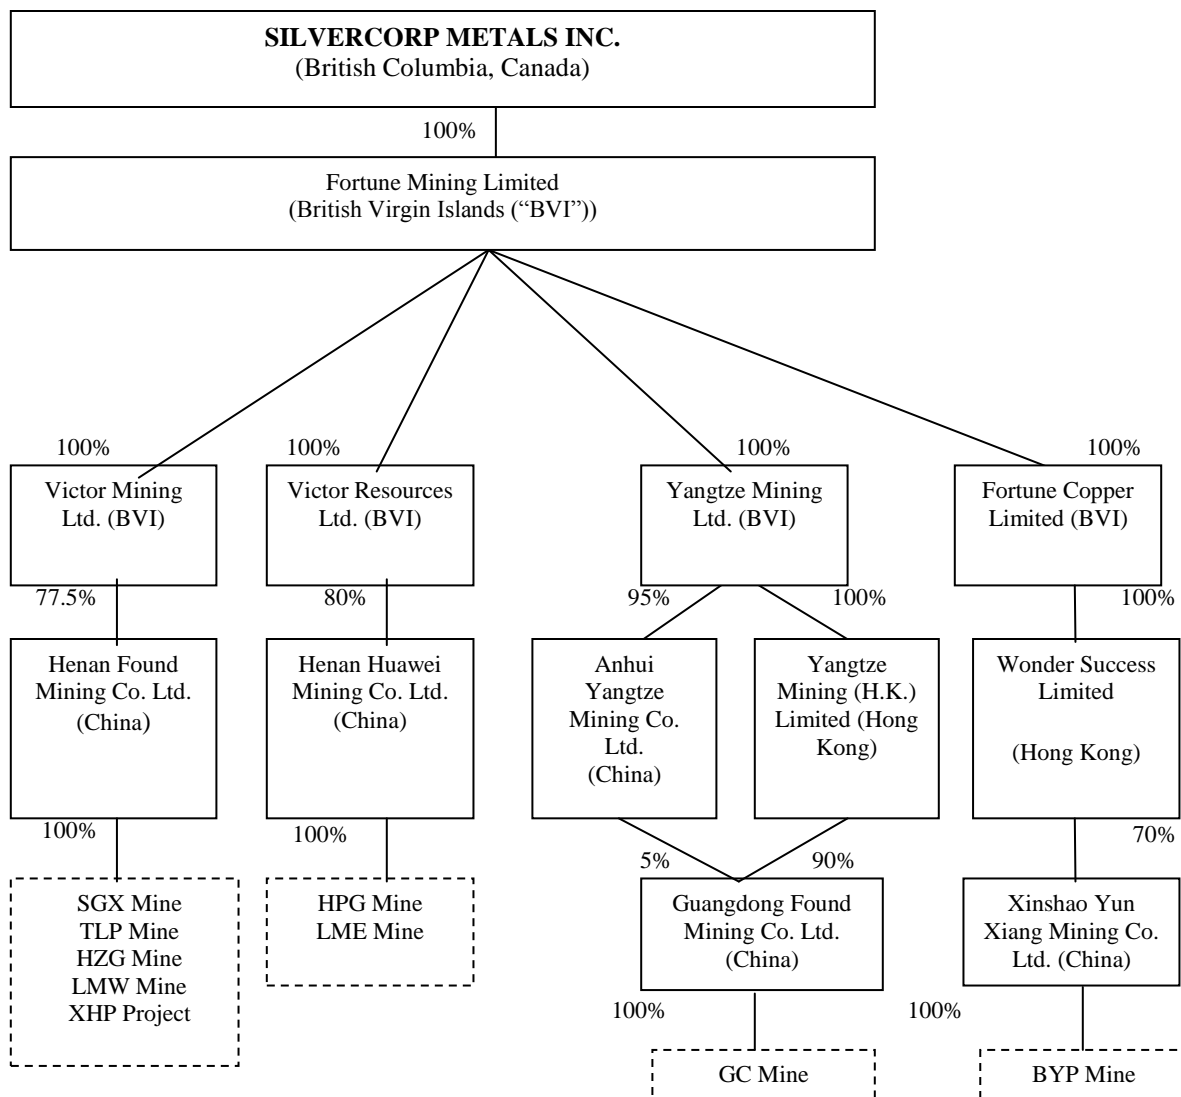 SILVERCORP METALS INC.
(British Columbia, Canada)
100%
Fortune Mining Limited
(British Virgin Islands (“BVI”))
100%
100%
100%
100%
Victor Mining
Ltd. (BVI)
Victor Resources
Ltd. (BVI)
Yangtze Mining
Ltd. (BVI)
Fortune Copper
Limited (BVI)
77.5%
80%
95%
100%
100%
Henan Found
Mining Co. Ltd.
(China)
Henan Huawei
Mining Co. Ltd.
(China)
Anhui
Yangtze
Mining Co.
Ltd.
(China)
Yangtze
Mining (H.K.)
Limited (Hong
Kong)
Wonder Success
Limited
(Hong Kong)
100%
100%
5%
90%
70%
SGX Mine
TLP Mine
HZG Mine
LMW Mine
XHP Project
HPG Mine
LME Mine
Guangdong Found
Mining Co. Ltd.
(China)
Xinshao Yun
Xiang Mining Co.
Ltd. (China)
100%
100%
GC Mine
BYP Mine